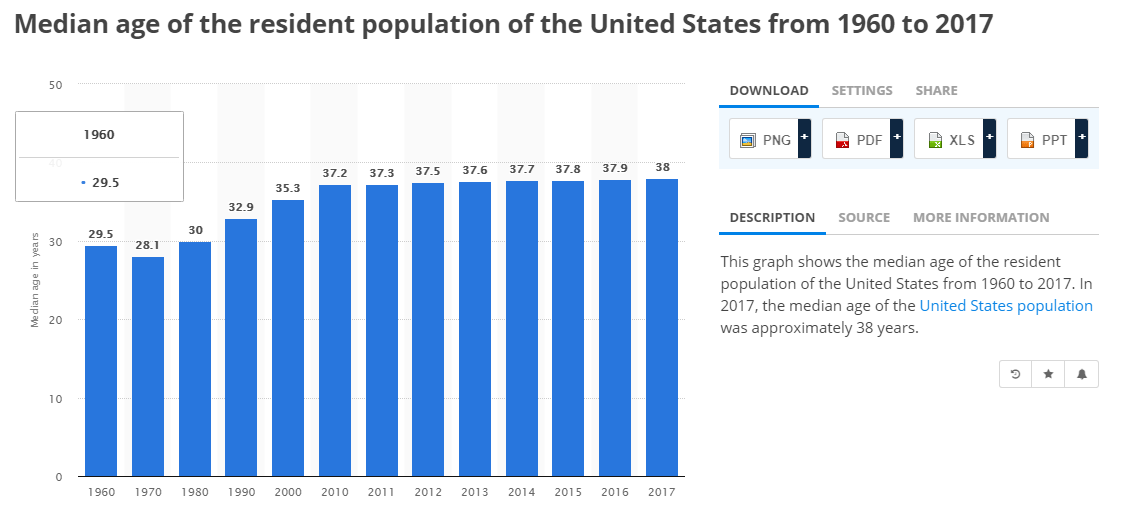 Median age of the resident population of the United States from 1960 to 2017
DOWNLOAD SETTINGS SHARE
PNG + PDF + XLS + PPT +
DESCRIPTION SOURCE MORE INFORMATION
This graph shows the median age of the resident
population of the United States from 1960 to 2017. In
2017, the median age of the United States population
was approximately 38 years.
Median age in years
50
40
30
20
10
0
1960
29.5
29.5 28.1 30 32.9 35.3 37.2 37.3 37.5 37.6 37.7 37.8 37.9 38
1960 1970 1980 1990 2000 2010 2011 2012 2013 2014 2015 2016 2017